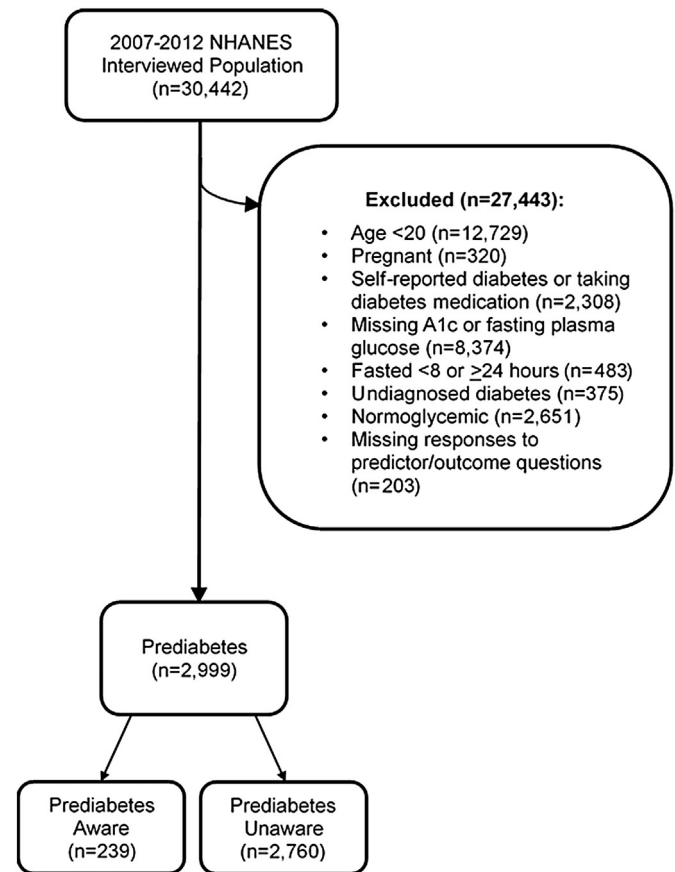 2007-2012 NHANES
Interviewed Population
(n=30,442)
Excluded (n=27,443):
• Age <20 (n=12,729)
• Pregnant (n=320)
• Self-reported diabetes or taking
diabetes medication (n=2,308)
• Missing A1c or fasting plasma
glucose (n=8,374)
• Fasted <8 or ≥24 hours (n=483)
• Undiagnosed diabetes (n=375)
• Normoglycemic (n=2,651)
• Missing responses to
predictor/outcome questions
(n=203)
Prediabetes
(n=2,999)
Prediabetes
Aware
(n=239)
Prediabetes
Unaware
(n=2,760)